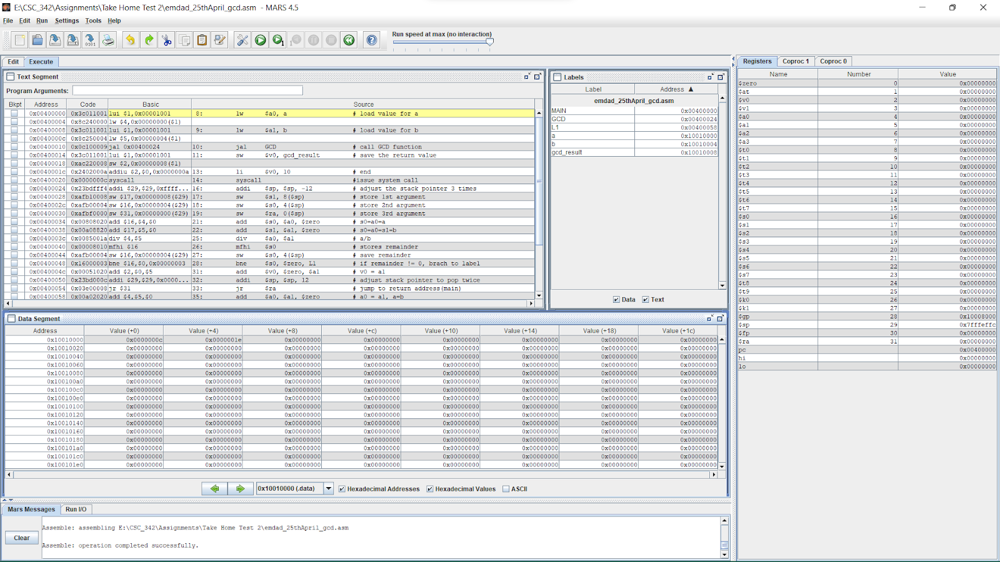 E:\CSC_342\Assignments\Take Home Test 2\emdad_25thApril_gcd.asm - MARS 4.5
File Edit Run Settings Tools Help
Run speed at max (no interaction)
Edit Execute
Text Segment
Program Arguments:
Bkpt Address Code Basic Source
0x00400000 0x3c011001 lui $1,0x00001001 8: lw $a0, a # load value for a
0x00400004 0x8c240000 lw $4,0x00000000($1)
0x00400008 0x3c011001 lui $1,0x00001001 9: lw $a1, b # load value for b
0x0040000c 0x8c250004 lw $5,0x00000004($1)
0x00400010 0x0c100009 jal 0x00400024 10: jal GCD # call GCD function
0x00400014 0x3c011001 lui $1,0x00001001 11: sw $v0, gcd_result # save the return value
0x00400018 0xac220008 sw $2,0x00000008($1)
0x0040001c 0x2402000a addiu $2,$0,0x0000000a 13: li $v0, 10 # end
0x00400020 0x0000000c syscall 14: syscall #issue system call
0x00400024 0x23bdfff4 addi $29,$29,0xffff... 16: addi $sp, $sp, -12 # adjust the stack pointer 3 times
0x00400028 0xafb10008 sw $17,0x00000008($29) 17: sw $s1, 8($sp) # store 1st argument
0x0040002c 0xafb00004 sw $16,0x00000004($29) 18: sw $s0, 4($sp) # store 2nd argument
0x00400030 0xafbf0000 sw $31,0x00000000($29) 19: sw $ra, 0($sp) # store 3rd argument
0x00400034 0x00808020 add $16,$4,$0 21: add $s0, $a0, $zero # s0=a0=a
0x00400038 0x00a08820 add $17,$5,$0 22: add $s1, $a1, $zero # s0=a0=s1=b
0x0040003c 0x0085001a div $4,$5 25: div $a0, $a1 # a/b
0x00400040 0x00008010 mfhi $16 26: mfhi $s0 # stores remainder
0x00400044 0xafb00004 sw $16,0x00000004($29) 27: sw $s0, 4($sp) # save remainder
0x00400048 0x16000003 bne $16,$0,0x00000003 28: bne $s0, $zero, L1 # if remainder != 0, brach to label
0x0040004c 0x00051020 add $2,$0,$5 31: add $v0, $zero, $a1 # v0 = a1
0x00400050 0x23bd000c addi $29,$29,0x0000... 32: addi $sp, $sp, 12 # adjust stack pointer to pop twice
0x00400054 0x03e00008 jr $31 33: jr $ra # jump to return address(main)
0x00400058 0x00a02020 add $4,$5,$0 35: add $a0, $a1, $zero # a0 = a1, a=b
Labels
Label Address ▲
emdad_25thApril_gcd.asm
MAIN 0x00400000
GCD 0x00400024
L1 0x00400058
a 0x10010000
b 0x10010004
gcd_result 0x10010008
Data Text
Data Segment
Address Value (+0) Value (+4) Value (+8) Value (+c) Value (+10) Value (+14) Value (+18) Value (+1c)
0x10010000 0x0000000c 0x0000001e 0x00000000 0x00000000 0x00000000 0x00000000 0x00000000 0x00000000
0x10010020 0x00000000 0x00000000 0x00000000 0x00000000 0x00000000 0x00000000 0x00000000 0x00000000
0x10010040 0x00000000 0x00000000 0x00000000 0x00000000 0x00000000 0x00000000 0x00000000 0x00000000
0x10010060 0x00000000 0x00000000 0x00000000 0x00000000 0x00000000 0x00000000 0x00000000 0x00000000
0x10010080 0x00000000 0x00000000 0x00000000 0x00000000 0x00000000 0x00000000 0x00000000 0x00000000
0x100100a0 0x00000000 0x00000000 0x00000000 0x00000000 0x00000000 0x00000000 0x00000000 0x00000000
0x100100c0 0x00000000 0x00000000 0x00000000 0x00000000 0x00000000 0x00000000 0x00000000 0x00000000
0x100100e0 0x00000000 0x00000000 0x00000000 0x00000000 0x00000000 0x00000000 0x00000000 0x00000000
0x10010100 0x00000000 0x00000000 0x00000000 0x00000000 0x00000000 0x00000000 0x00000000 0x00000000
0x10010120 0x00000000 0x00000000 0x00000000 0x00000000 0x00000000 0x00000000 0x00000000 0x00000000
0x10010140 0x00000000 0x00000000 0x00000000 0x00000000 0x00000000 0x00000000 0x00000000 0x00000000
0x10010160 0x00000000 0x00000000 0x00000000 0x00000000 0x00000000 0x00000000 0x00000000 0x00000000
0x10010180 0x00000000 0x00000000 0x00000000 0x00000000 0x00000000 0x00000000 0x00000000 0x00000000
0x100101a0 0x00000000 0x00000000 0x00000000 0x00000000 0x00000000 0x00000000 0x00000000 0x00000000
0x100101c0 0x00000000 0x00000000 0x00000000 0x00000000 0x00000000 0x00000000 0x00000000 0x00000000
0x100101e0 0x00000000 0x00000000 0x00000000 0x00000000 0x00000000 0x00000000 0x00000000 0x00000000
0x10010000 (.data) Hexadecimal Addresses Hexadecimal Values ASCII
Mars Messages Run I/O
Assemble: assembling E:\CSC_342\Assignments\Take Home Test 2\emdad_25thApril_gcd.asm
Clear
Assemble: operation completed successfully.
Registers Coproc 1 Coproc 0
Name Number Value
$zero 0 0x00000000
$at 1 0x00000000
$v0 2 0x00000000
$v1 3 0x00000000
$a0 4 0x00000000
$a1 5 0x00000000
$a2 6 0x00000000
$a3 7 0x00000000
$t0 8 0x00000000
$t1 9 0x00000000
$t2 10 0x00000000
$t3 11 0x00000000
$t4 12 0x00000000
$t5 13 0x00000000
$t6 14 0x00000000
$t7 15 0x00000000
$s0 16 0x00000000
$s1 17 0x00000000
$s2 18 0x00000000
$s3 19 0x00000000
$s4 20 0x00000000
$s5 21 0x00000000
$s6 22 0x00000000
$s7 23 0x00000000
$t8 24 0x00000000
$t9 25 0x00000000
$k0 26 0x00000000
$k1 27 0x00000000
$gp 28 0x10008000
$sp 29 0x7fffeffc
$fp 30 0x00000000
$ra 31 0x00000000
pc 0x00400000
hi 0x00000000
lo 0x00000000